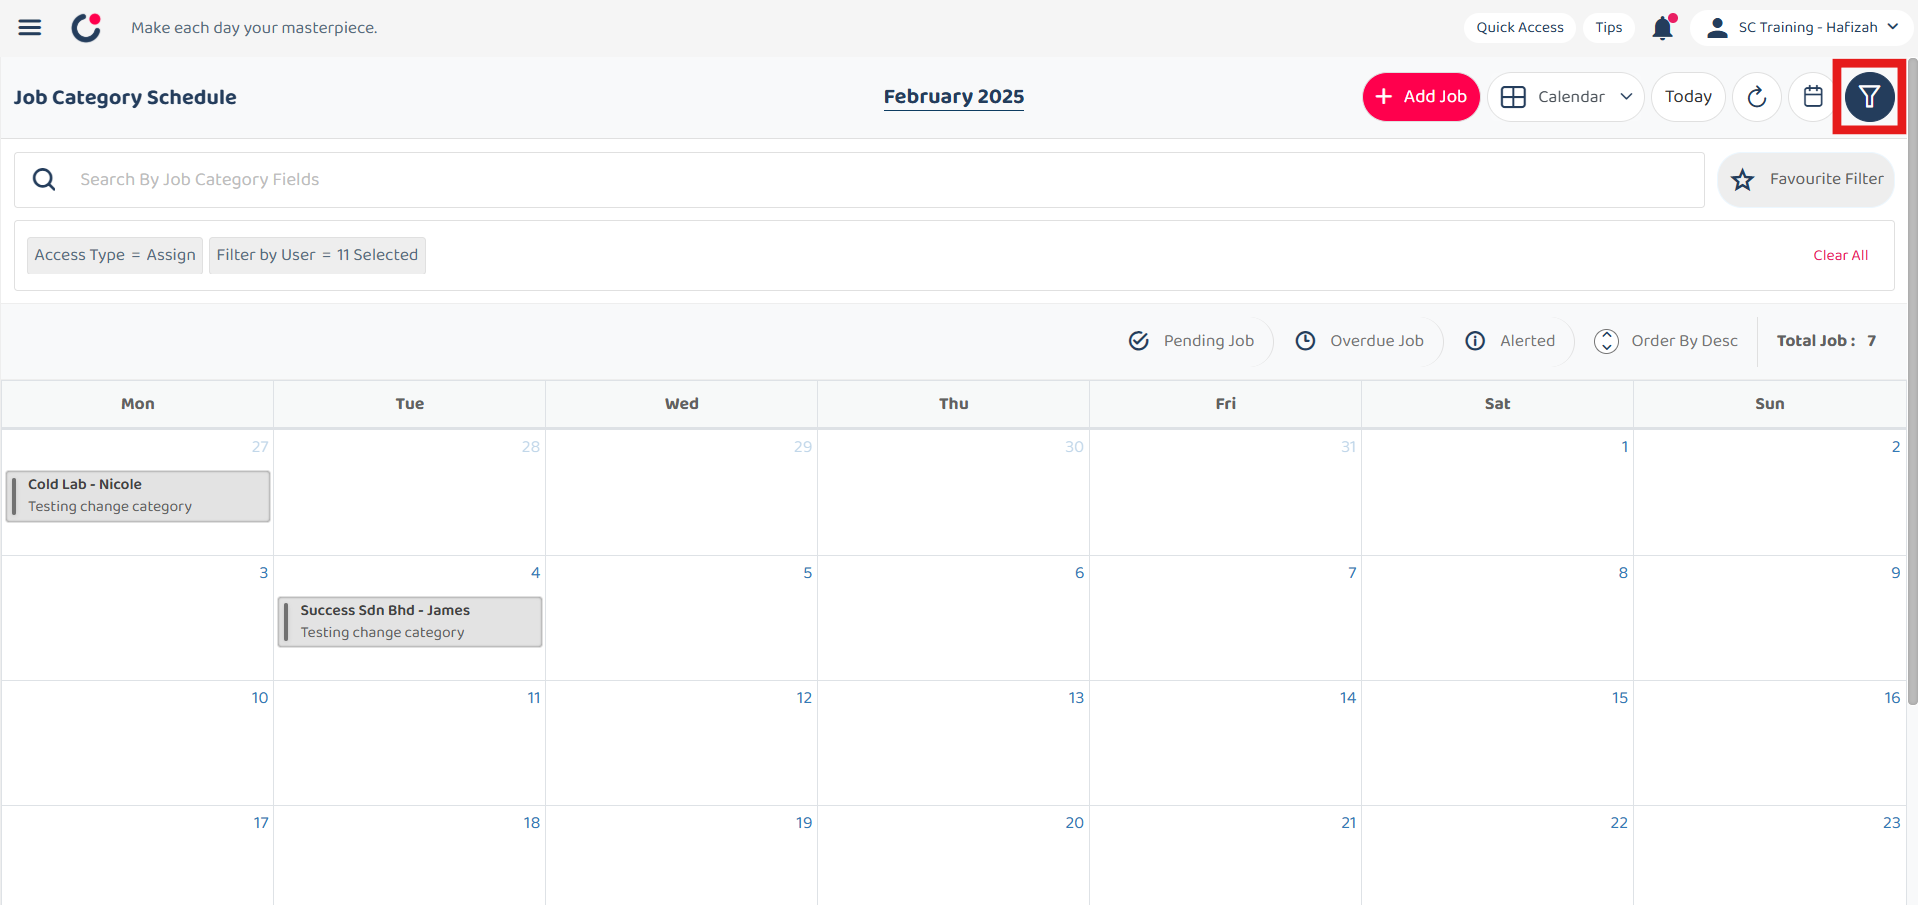 Make each day your masterpiece.
Quick Access
Tips
SC Training - Hafizah
Job Category Schedule
February 2025
+ Add Job
Calendar
Today
Search By Job Category Fields
Favourite Filter
Access Type = Assign
Filter by User = 11 Selected
Clear All
Pending Job
Overdue Job
Alerted
Order By Desc
Total Job : 7
Mon Tue Wed Thu Fri Sat Sun
27 28 29 30 31 1 2
Cold Lab - Nicole
Testing change category
3 4 5 6 7 8 9
Success Sdn Bhd - James
Testing change category
10 11 12 13 14 15 16
17 18 19 20 21 22 23